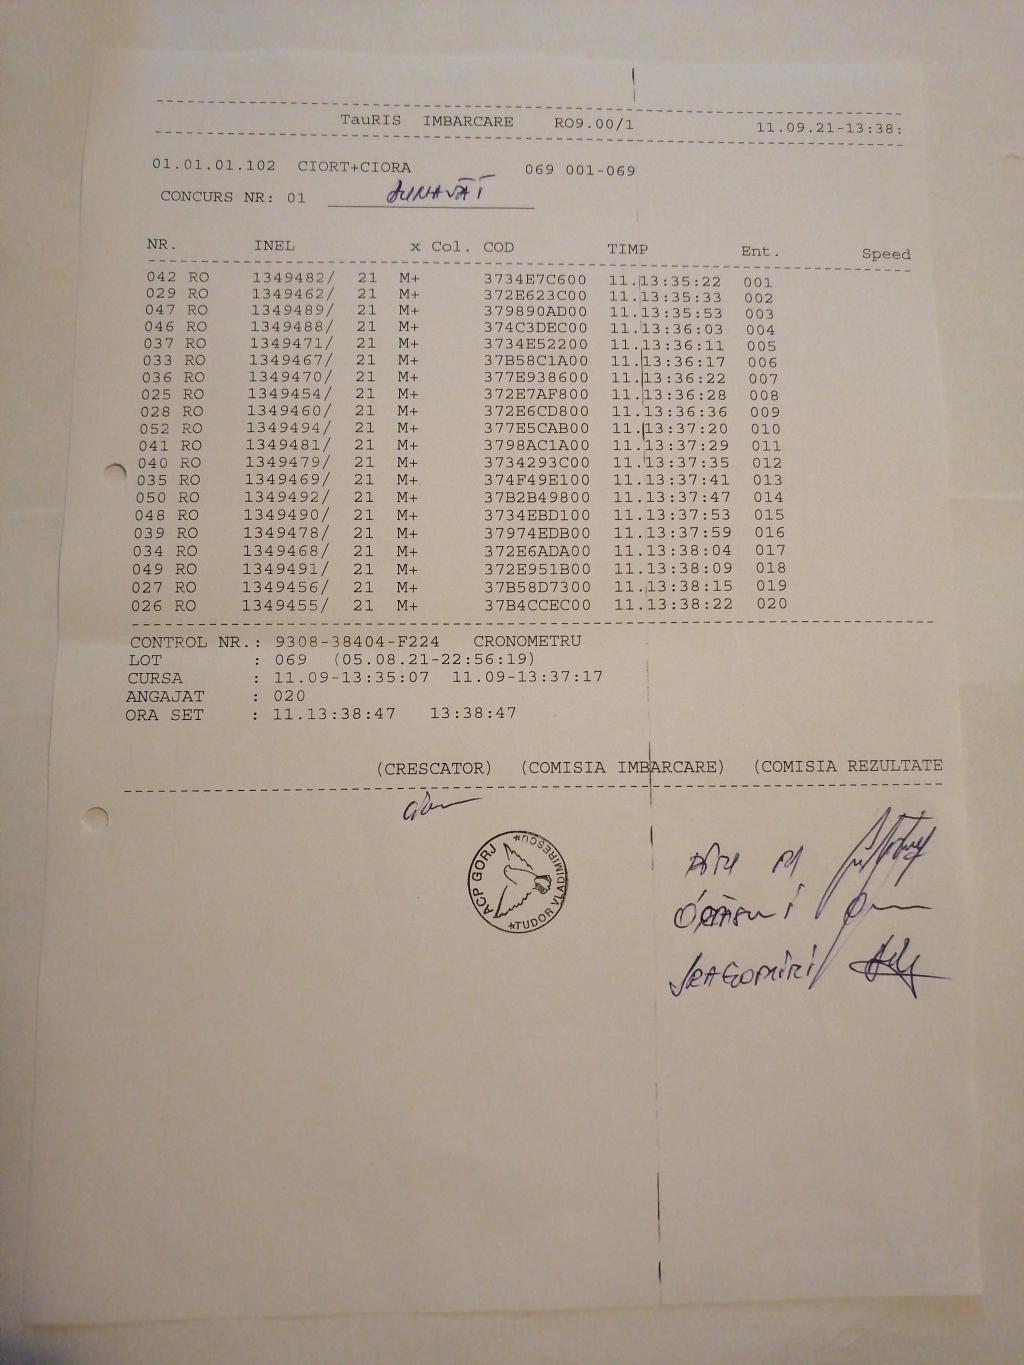 TauRIS IMBARCARE RO9.00/1 11.09.21-13:38:
01.01.01.102 CIORT+CIORA 069 001-069
CONCURS NR: 01
NR. INEL x Col. COD TIMP Ent. Speed
042 RO 1349482/ 21 M+ 3734E7C600 11.13:35:22 001
029 RO 1349462/ 21 M+ 372E623C00 11.13:35:33 002
047 RO 1349489/ 21 M+ 379890AD00 11.13:35:53 003
046 RO 1349488/ 21 M+ 374C3DEC00 11.13:36:03 004
037 RO 1349471/ 21 M+ 3734E52200 11.13:36:11 005
033 RO 1349467/ 21 M+ 37B58C1A00 11.13:36:17 006
036 RO 1349470/ 21 M+ 377E938600 11.13:36:22 007
025 RO 1349454/ 21 M+ 372E7AF800 11.13:36:28 008
028 RO 1349460/ 21 M+ 372E6CD800 11.13:36:36 009
052 RO 1349494/ 21 M+ 377E5CAB00 11.13:37:20 010
041 RO 1349481/ 21 M+ 3798AC1A00 11.13:37:29 011
040 RO 1349479/ 21 M+ 3734293C00 11.13:37:35 012
035 RO 1349469/ 21 M+ 374F49E100 11.13:37:41 013
050 RO 1349492/ 21 M+ 37B2B49800 11.13:37:47 014
048 RO 1349490/ 21 M+ 3734EBD100 11.13:37:53 015
039 RO 1349478/ 21 M+ 37974EDB00 11.13:37:59 016
034 RO 1349468/ 21 M+ 372E6ADA00 11.13:38:04 017
049 RO 1349491/ 21 M+ 372E951B00 11.13:38:09 018
027 RO 1349456/ 21 M+ 37B58D7300 11.13:38:15 019
026 RO 1349455/ 21 M+ 37B4CCEC00 11.13:38:22 020
CONTROL NR.: 9308-38404-F224 CRONOMETRU
LOT : 069 (05.08.21-22:56:19)
CURSA : 11.09-13:35:07 11.09-13:37:17
ANGAJAT : 020
ORA SET : 11.13:38:47 13:38:47
(CRESCATOR) (COMISIA IMBARCARE) (COMISIA REZULTATE
ACP GORJ *TUDOR VLADIMIRESCU*